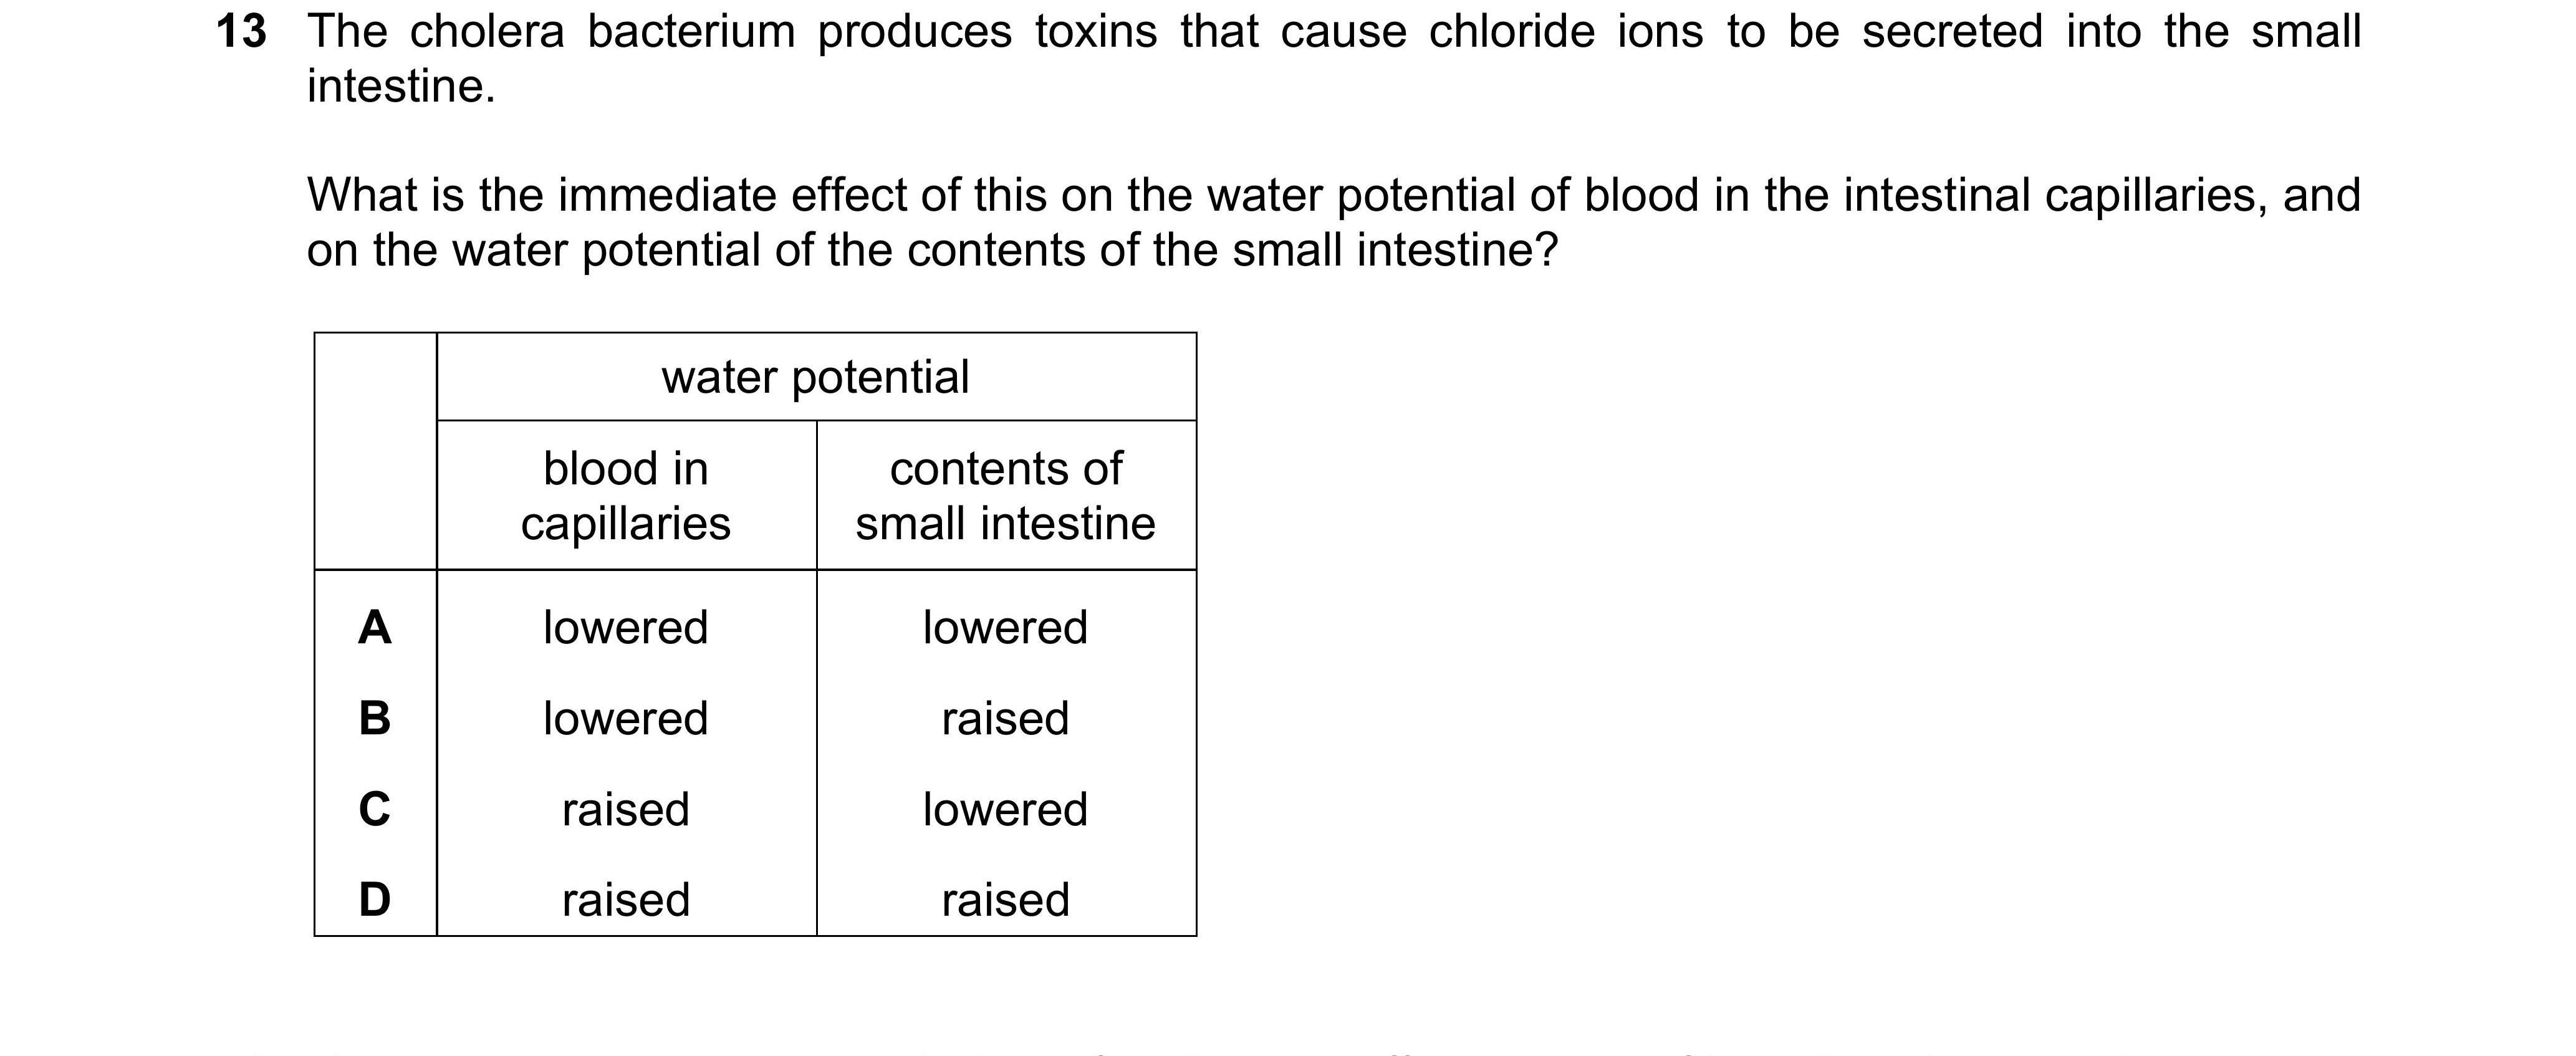 13 The cholera bacterium produces toxins that cause chloride ions to be secreted into the small
intestine.
What is the immediate effect of this on the water potential of blood in the intestinal capillaries, and
on the water potential of the contents of the small intestine?
water potential
blood in capillaries contents of small intestine
A lowered lowered
B lowered raised
C raised lowered
D raised raised